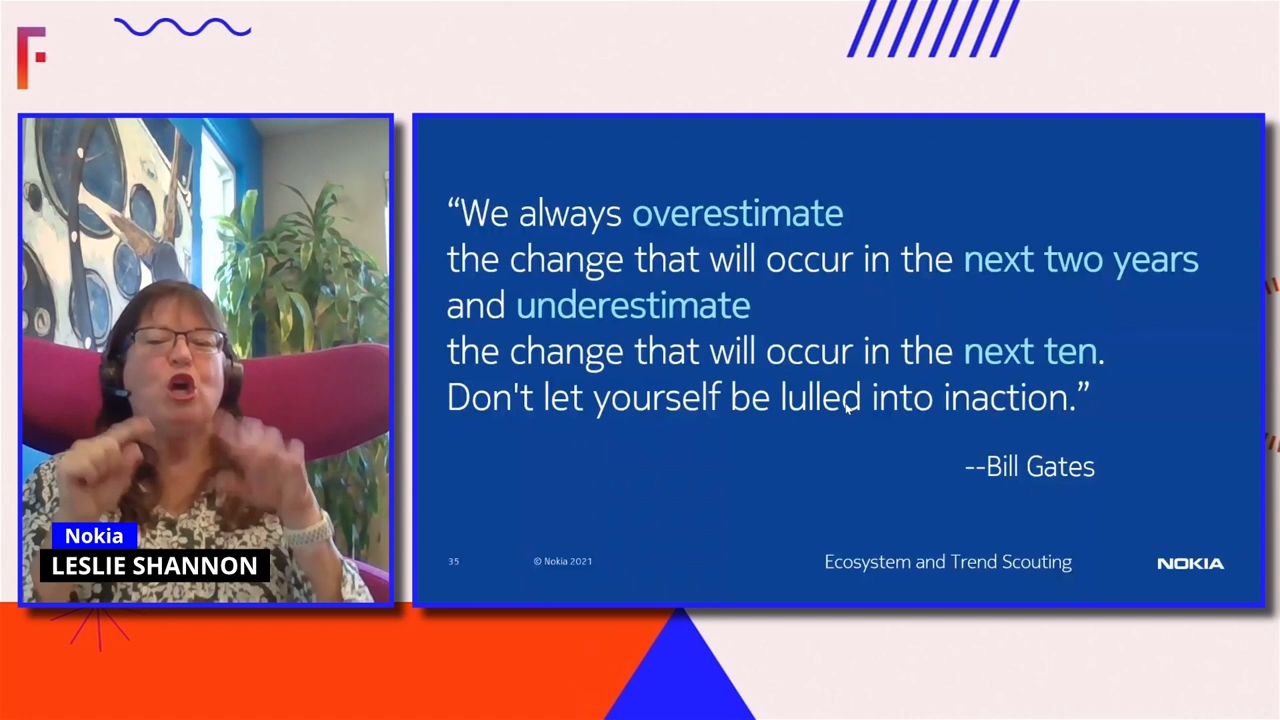 F
Nokia
LESLIE SHANNON
“We always overestimate
the change that will occur in the next two years
and underestimate
the change that will occur in the next ten.
Don't let yourself be lulled into inaction.”
--Bill Gates
35
© Nokia 2021
Ecosystem and Trend Scouting
NOKIA